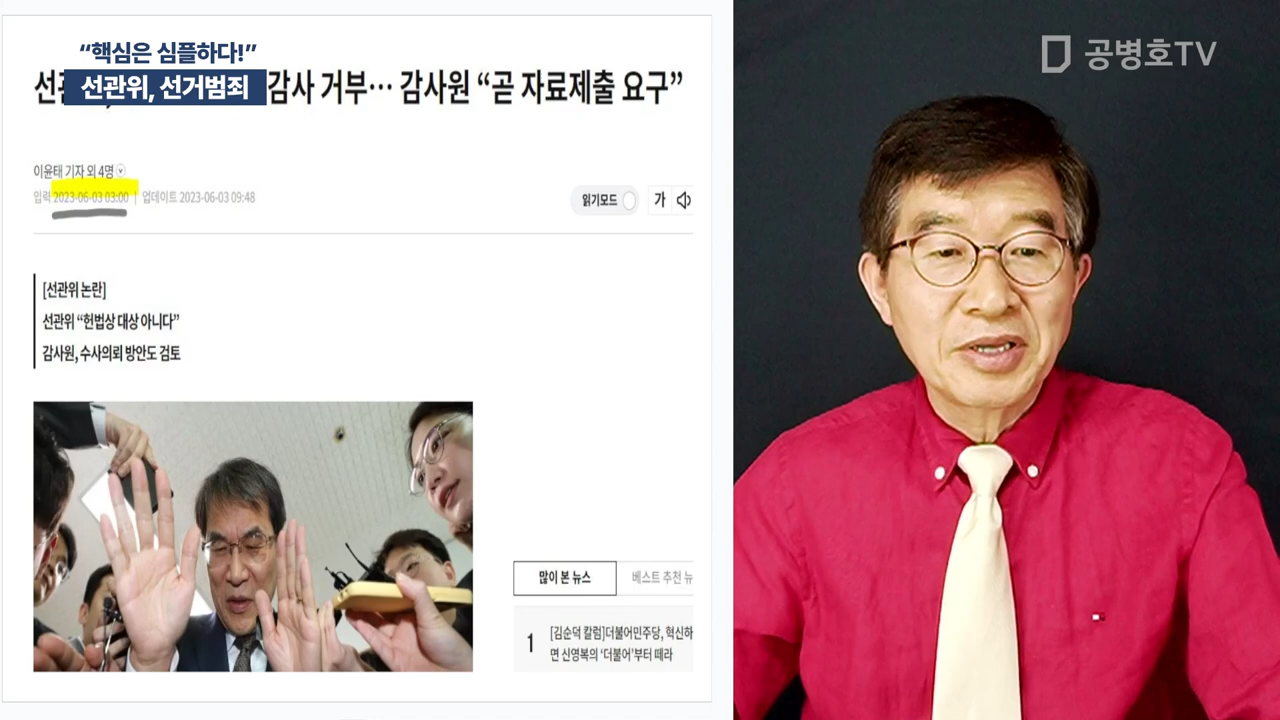 “핵심은 심플하다!”
선관위, 선거범죄
감사 거부… 감사원 “곧 자료제출 요구”
이윤태 기자 외 4명
입력 2023-06-03 03:00 | 업데이트 2023-06-03 09:48
읽기모드
가
[선관위 논란]
선관위 “헌법상 대상 아니다”
감사원, 수사의뢰 방안도 검토
많이 본 뉴스
베스트 추천 뉴
1
[김순덕 칼럼]더불어민주당, 혁신하
면 신영복의 ‘더불어’부터 떼라
공병호TV